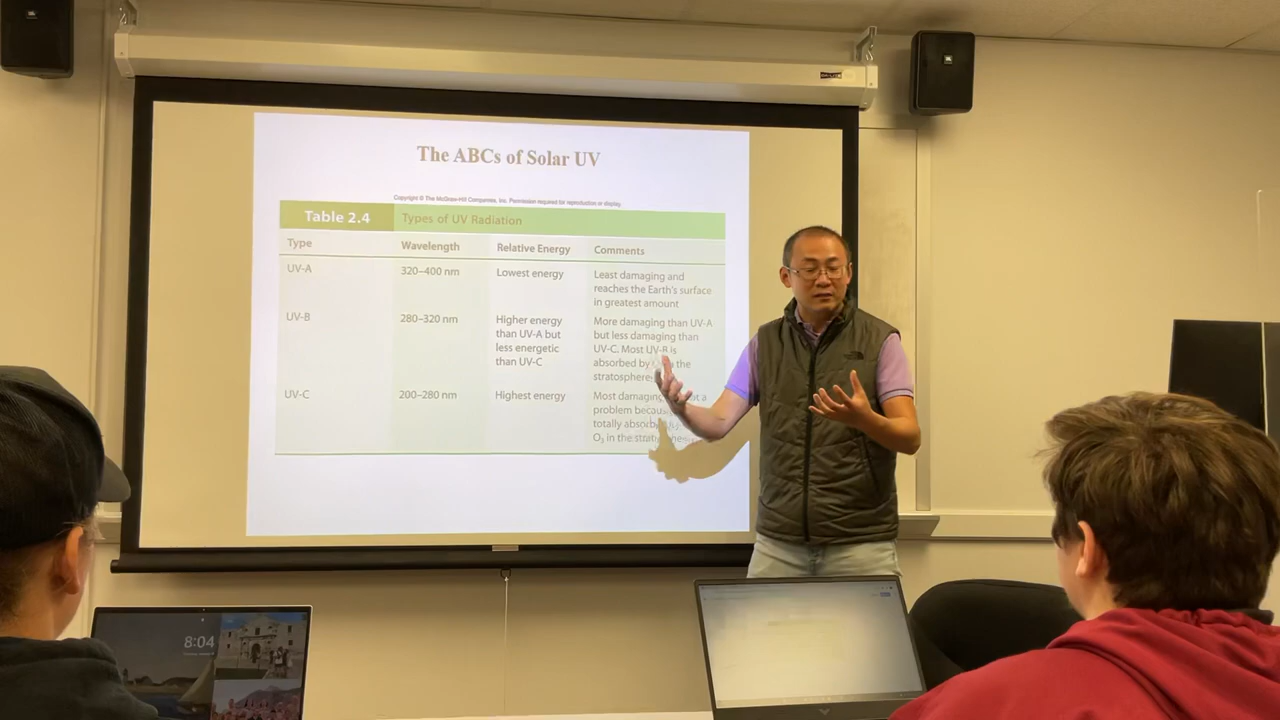 The ABCs of Solar UV
Copyright © The McGraw-Hill Companies, Inc. Permission required for reproduction or display.
Table 2.4 Types of UV Radiation
Type Wavelength Relative Energy Comments
UV-A 320–400 nm Lowest energy Least damaging and
reaches the Earth's surface
in greatest amount
UV-B 280–320 nm Higher energy More damaging than UV-A
than UV-A but but less damaging than
less energetic UV-C. Most UV-B is
than UV-C absorbed by the
stratosphere
UV-C 200–280 nm Highest energy Most damaging a
problem
totally
O₃ in the
8:04
JBL
JBL